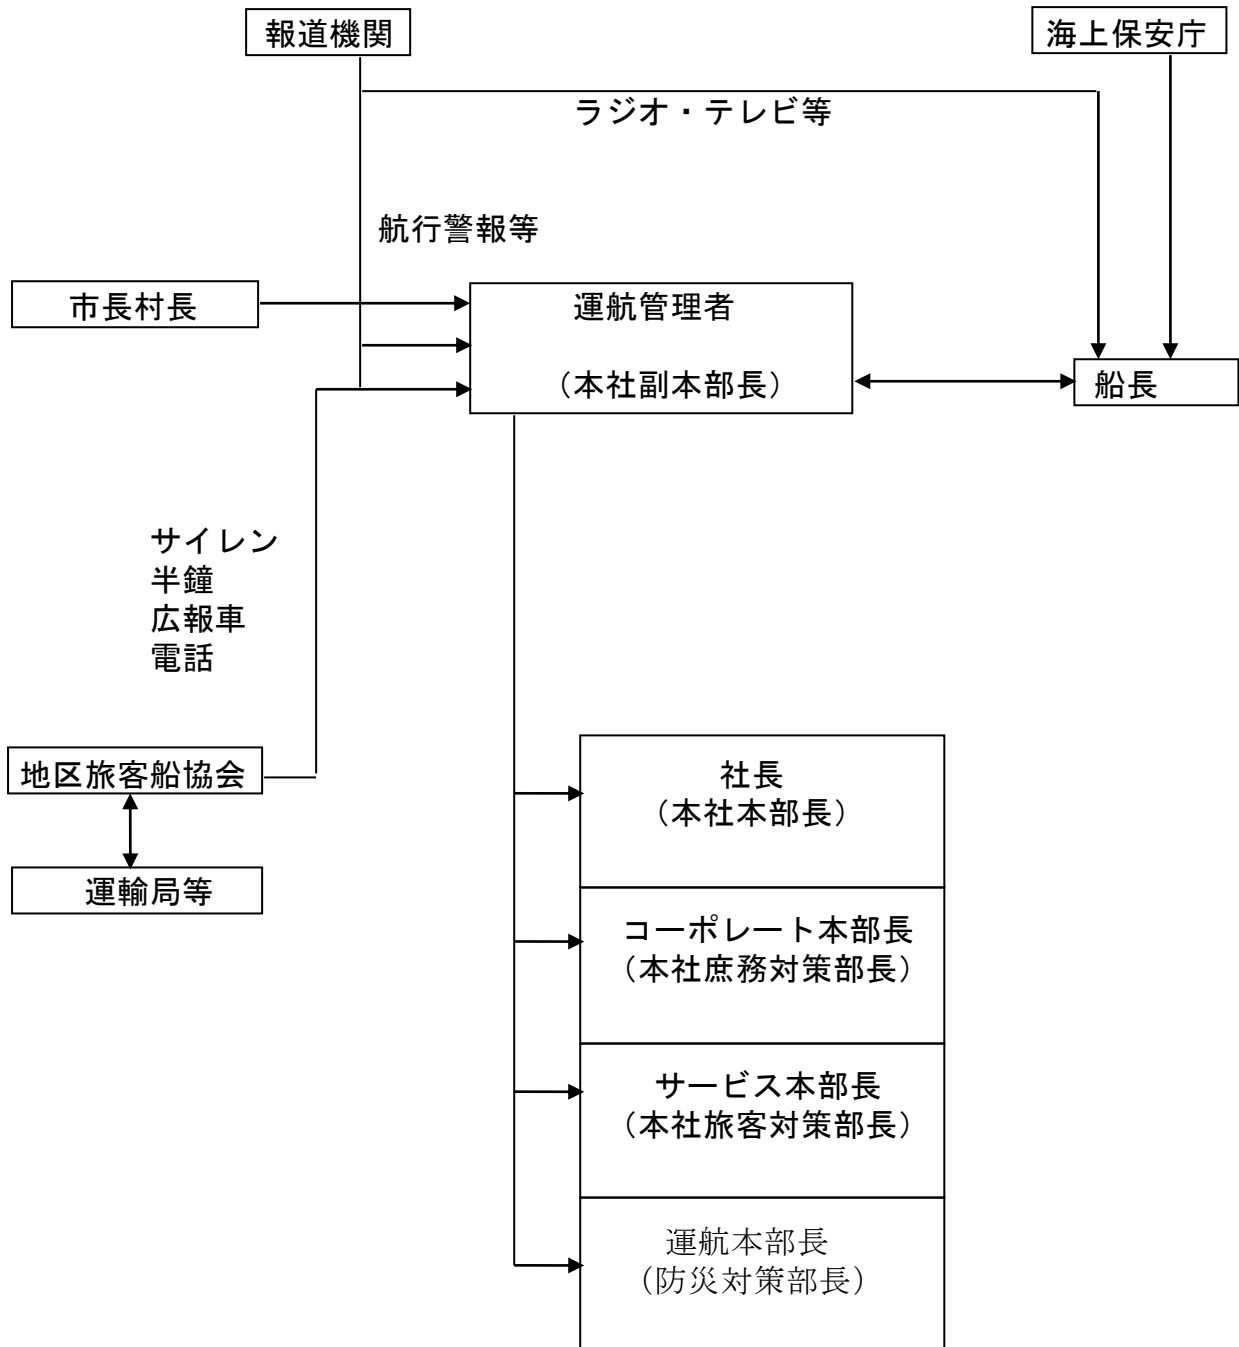 報道機関
海上保安庁
ラジオ・テレビ等
航行警報等
市長村長
運航管理者
（本社副本部長）
船長
サイレン
半鐘
広報車
電話
地区旅客船協会
運輸局等
社長
（本社本部長）
コーポレート本部長
（本社庶務対策部長）
サービス本部長
（本社旅客対策部長）
運航本部長
（防災対策部長）